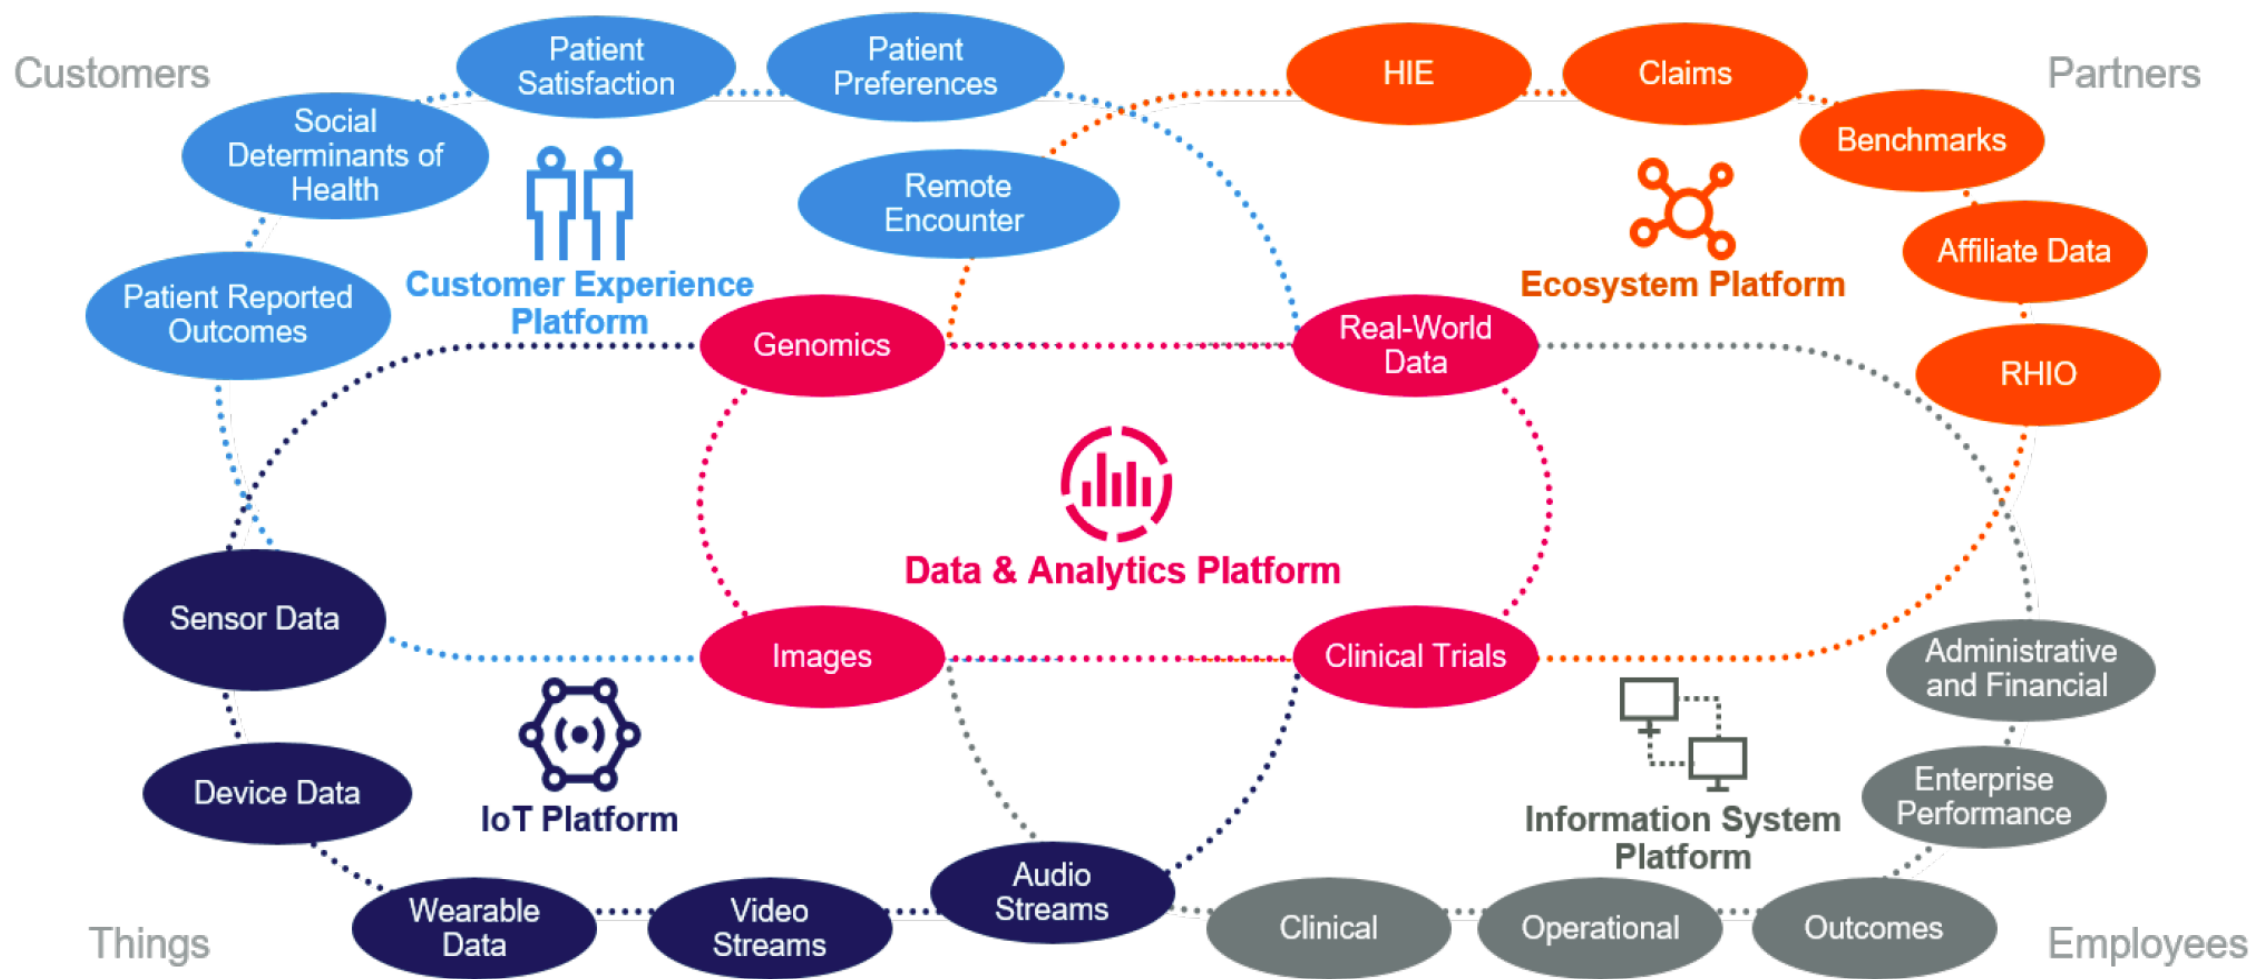 Customers
Patient
Satisfaction
Patient
Preferences
HIE
Claims
Partners
Social
Determinants of
Health
Benchmarks
Remote
Encounter
Affiliate Data
Patient Reported
Outcomes
Customer Experience
Platform
Ecosystem Platform
Genomics
Real-World
Data
RHIO
Data & Analytics Platform
Sensor Data
Images
Clinical Trials
Administrative
and Financial
Device Data
IoT Platform
Information System
Platform
Enterprise
Performance
Audio
Streams
Things
Wearable
Data
Video
Streams
Clinical
Operational
Outcomes
Employees